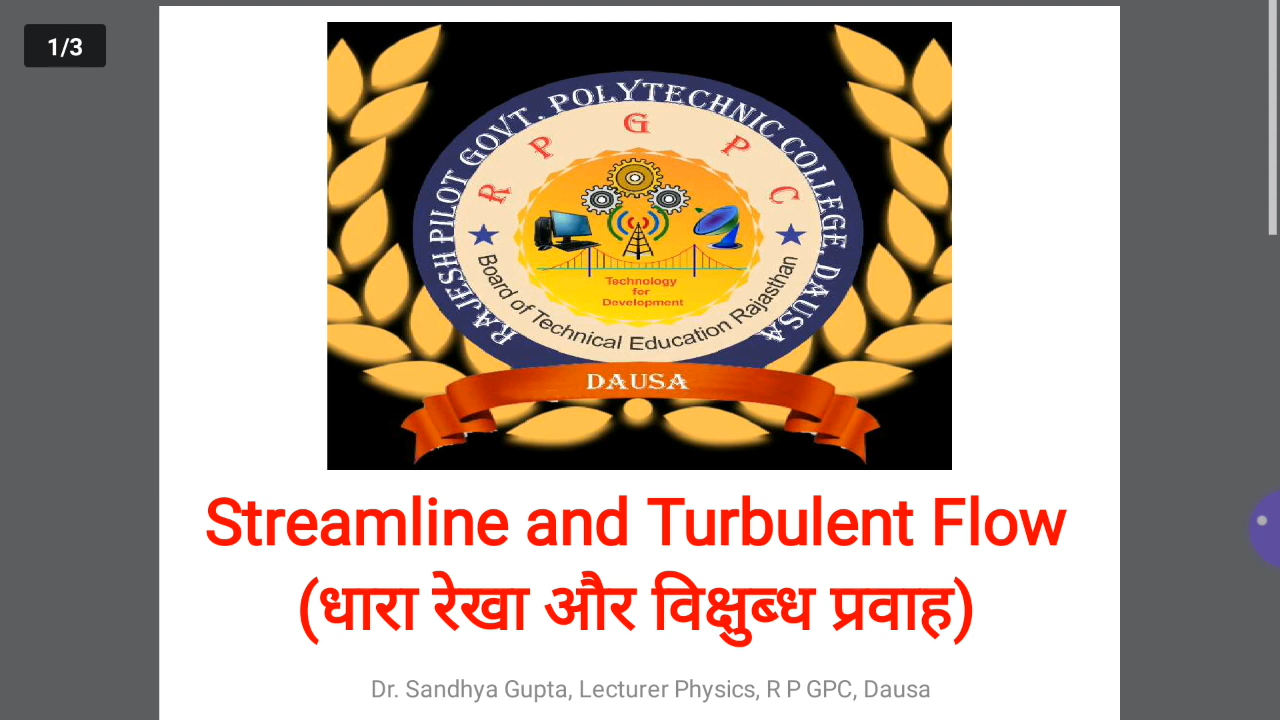 1/3
RAJESH PILOT GOVT. POLYTECHNIC COLLEGE, DAUSA
R P G P C
Technology
for
Development
Board of Technical Education Rajasthan
DAUSA
Streamline and Turbulent Flow
(धारा रेखा और विक्षुब्ध प्रवाह)
Dr. Sandhya Gupta, Lecturer Physics, R P GPC, Dausa